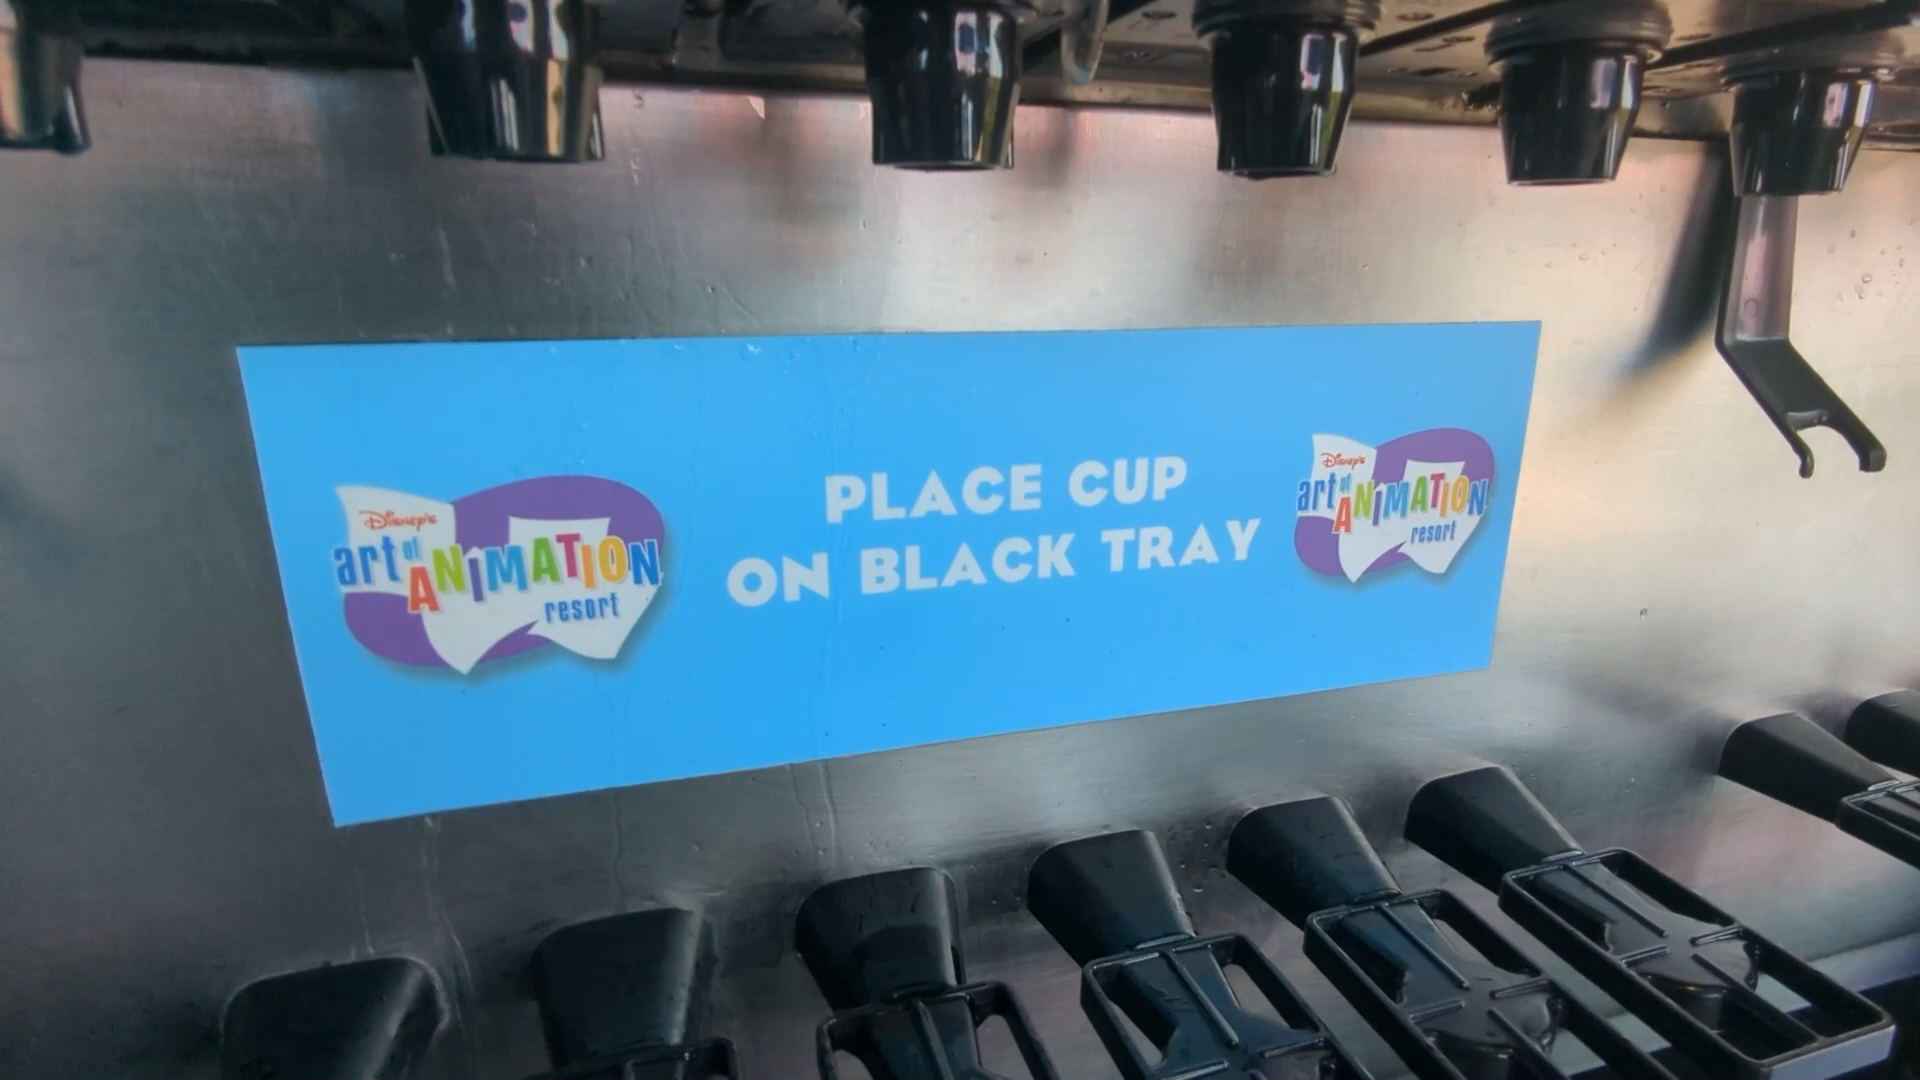 Disney's
art of ANIMATION
resort
PLACE CUP
ON BLACK TRAY
Disney's
art of ANIMATION
resort